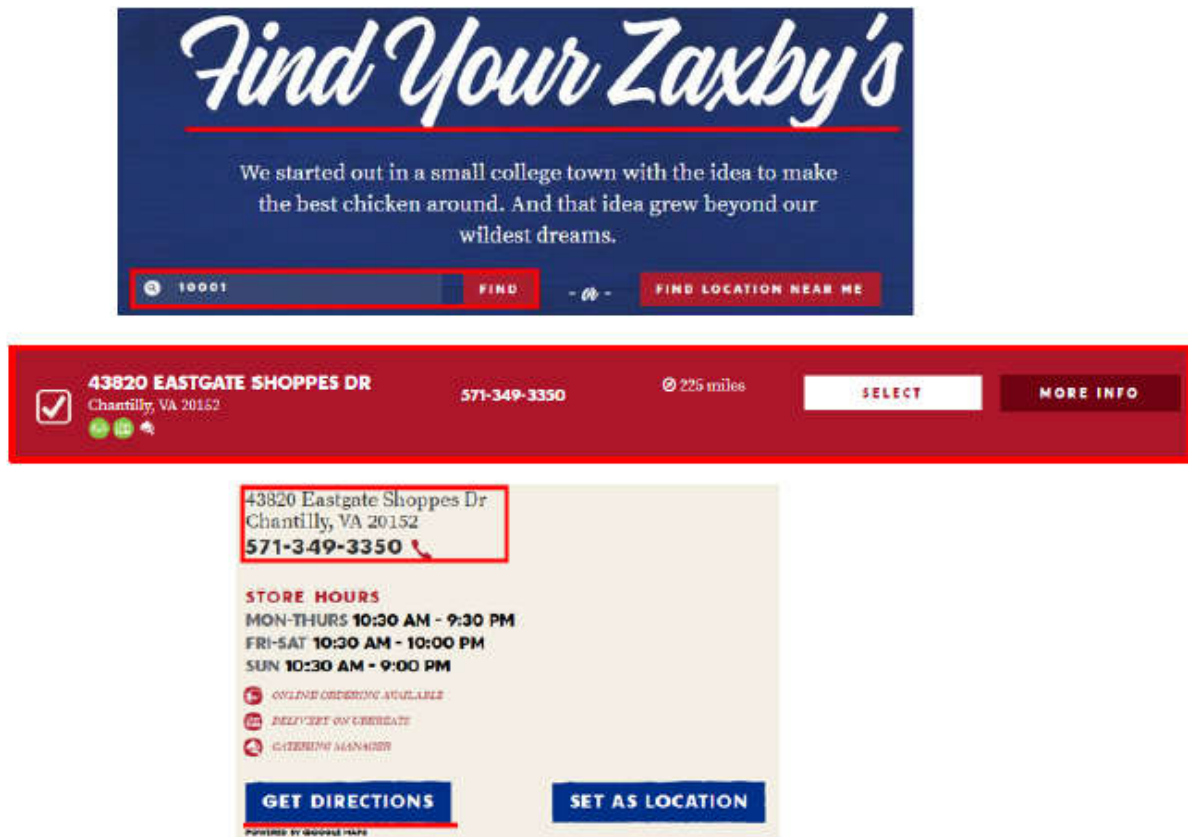 Find Your Zaxby's
We started out in a small college town with the idea to make
the best chicken around. And that idea grew beyond our
wildest dreams.
10001 FIND - or - FIND LOCATION NEAR ME
43820 EASTGATE SHOPPES DR 571-349-3350 225 miles SELECT MORE INFO
Chantilly, VA 20152
43820 Eastgate Shoppes Dr
Chantilly, VA 20152
571-349-3350
STORE HOURS
MON-THURS 10:30 AM - 9:30 PM
FRI-SAT 10:30 AM - 10:00 PM
SUN 10:30 AM - 9:00 PM
ONLINE ORDERING AVAILABLE
DELIVERY ON UBEREATS
CATERING MANAGER
GET DIRECTIONS SET AS LOCATION
POWERED BY GOOGLE MAPS